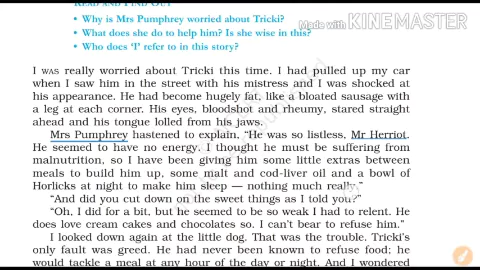 READ AND FIND OUT
• Why is Mrs Pumphrey worried about Tricki?
• What does she do to help him? Is she wise in this?
• Who does 'I' refer to in this story?
Made with KINEMASTER
I WAS really worried about Tricki this time. I had pulled up my car
when I saw him in the street with his mistress and I was shocked at
his appearance. He had become hugely fat, like a bloated sausage with
a leg at each corner. His eyes, bloodshot and rheumy, stared straight
ahead and his tongue lolled from his jaws.
Mrs Pumphrey hastened to explain, "He was so listless, Mr Herriot.
He seemed to have no energy. I thought he must be suffering from
malnutrition, so I have been giving him some little extras between
meals to build him up, some malt and cod-liver oil and a bowl of
Horlicks at night to make him sleep — nothing much really."
"And did you cut down on the sweet things as I told you?"
"Oh, I did for a bit, but he seemed to be so weak I had to relent. He
does love cream cakes and chocolates so. I can't bear to refuse him."
I looked down again at the little dog. That was the trouble. Tricki's
only fault was greed. He had never been known to refuse food; he
would tackle a meal at any hour of the day or night. And I wondered